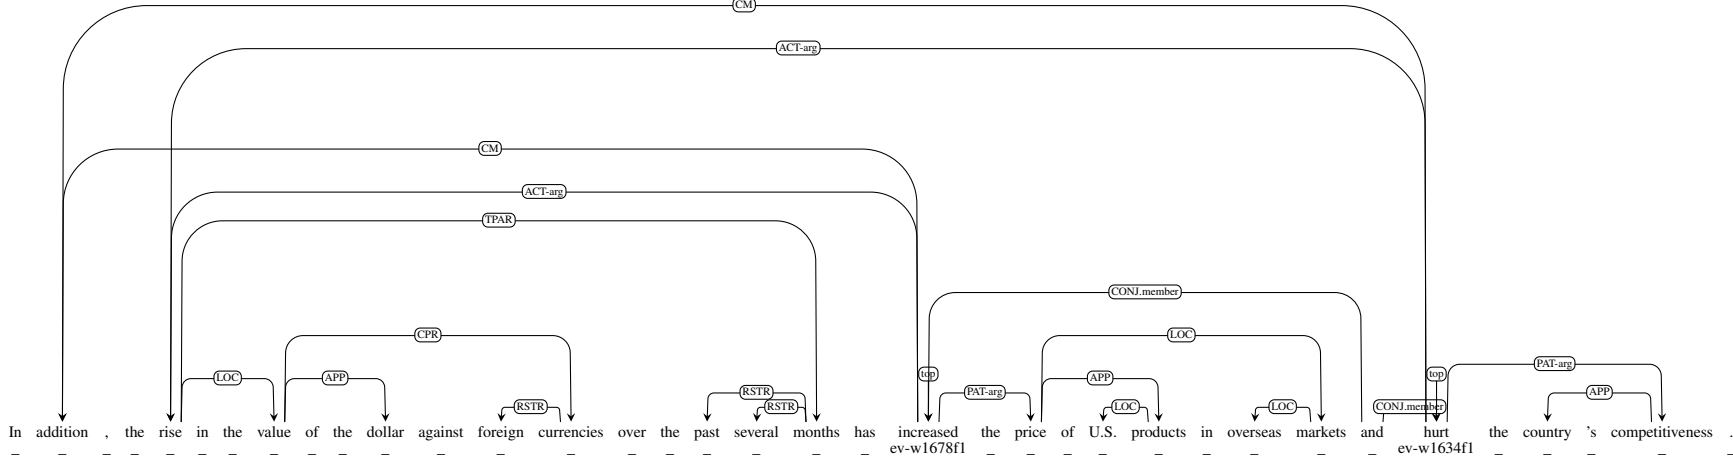 CM
ACT-arg
CM
ACT-arg
TPAR
CONJ.member
CPR LOC
PAT-arg
top top
LOC APP APP
RSTR PAT-arg APP
RSTR RSTR LOC LOC CONJ.member
In addition , the rise in the value of the dollar against foreign currencies over the past several months has increased the price of U.S. products in overseas markets and hurt the country 's competitiveness .
_ _ _ _ _ _ _ _ _ _ _ _ _ _ _ _ _ _ _ _ ev-w1678f1 _ _ _ _ _ _ _ _ _ ev-w1634f1 _ _ _ _ _